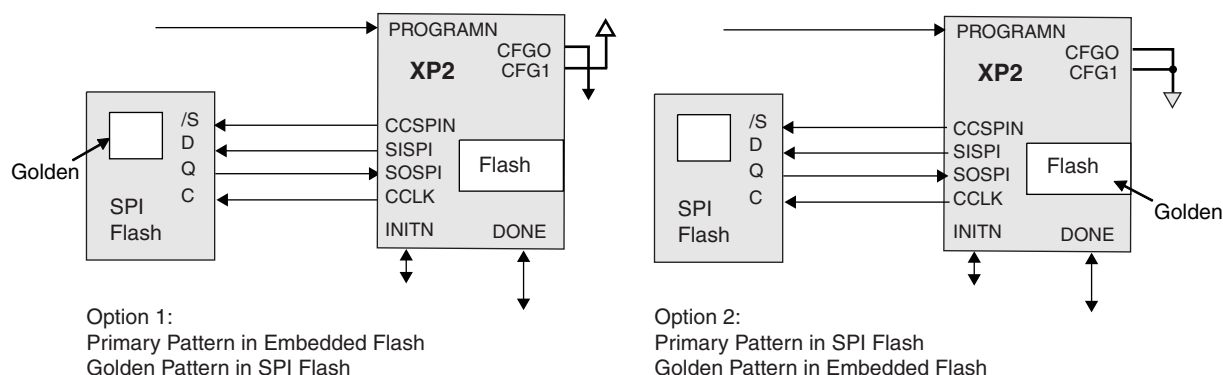 PROGRAMN
CFGO
CFG1
XP2
/S
D
Q
C
Golden
SPI
Flash
CCSPIN
SISPI
SOSPI
CCLK
Flash
INITN
DONE
Option 1:
Primary Pattern in Embedded Flash
Golden Pattern in SPI Flash
PROGRAMN
CFGO
CFG1
XP2
/S
D
Q
C
SPI
Flash
CCSPIN
SISPI
SOSPI
CCLK
Flash
Golden
INITN
DONE
Option 2:
Primary Pattern in SPI Flash
Golden Pattern in Embedded Flash